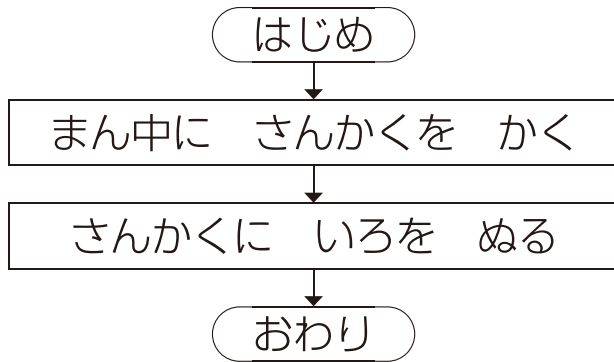 はじめ
まん中に　さんかくを　かく
さんかくに　いろを　ぬる
おわり